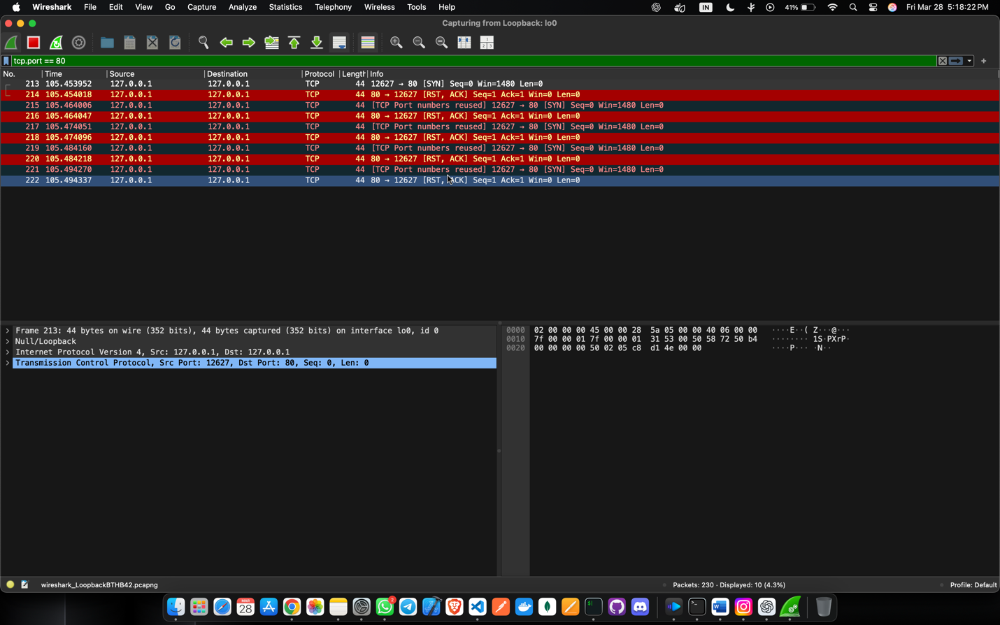 Wireshark File Edit View Go Capture Analyze Statistics Telephony Wireless Tools Help IN 41% Fri Mar 28 5:18:22 PM
Capturing from Loopback: lo0
tcp.port == 80
No. Time Source Destination Protocol Length Info
213 105.453952 127.0.0.1 127.0.0.1 TCP 44 12627 → 80 [SYN] Seq=0 Win=1480 Len=0
214 105.454018 127.0.0.1 127.0.0.1 TCP 44 80 → 12627 [RST, ACK] Seq=1 Ack=1 Win=0 Len=0
215 105.464006 127.0.0.1 127.0.0.1 TCP 44 [TCP Port numbers reused] 12627 → 80 [SYN] Seq=0 Win=1480 Len=0
216 105.464047 127.0.0.1 127.0.0.1 TCP 44 80 → 12627 [RST, ACK] Seq=1 Ack=1 Win=0 Len=0
217 105.474051 127.0.0.1 127.0.0.1 TCP 44 [TCP Port numbers reused] 12627 → 80 [SYN] Seq=0 Win=1480 Len=0
218 105.474096 127.0.0.1 127.0.0.1 TCP 44 80 → 12627 [RST, ACK] Seq=1 Ack=1 Win=0 Len=0
219 105.484160 127.0.0.1 127.0.0.1 TCP 44 [TCP Port numbers reused] 12627 → 80 [SYN] Seq=0 Win=1480 Len=0
220 105.484218 127.0.0.1 127.0.0.1 TCP 44 80 → 12627 [RST, ACK] Seq=1 Ack=1 Win=0 Len=0
221 105.494270 127.0.0.1 127.0.0.1 TCP 44 [TCP Port numbers reused] 12627 → 80 [SYN] Seq=0 Win=1480 Len=0
222 105.494337 127.0.0.1 127.0.0.1 TCP 44 80 → 12627 [RST, ACK] Seq=1 Ack=1 Win=0 Len=0
Frame 213: 44 bytes on wire (352 bits), 44 bytes captured (352 bits) on interface lo0, id 0
Null/Loopback
Internet Protocol Version 4, Src: 127.0.0.1, Dst: 127.0.0.1
Transmission Control Protocol, Src Port: 12627, Dst Port: 80, Seq: 0, Len: 0
0000 02 00 00 00 45 00 00 28 5a 05 00 00 40 06 00 00 ····E··( Z···@···
0010 7f 00 00 01 7f 00 00 01 31 53 00 50 58 72 50 b4 ········ 1S·PXrP·
0020 00 00 00 00 50 02 05 c8 d1 4e 00 00 ····P··· ·N··
wireshark_LoopbackBTHB42.pcapng Packets: 230 · Displayed: 10 (4.3%) Profile: Default
MAR
28
2